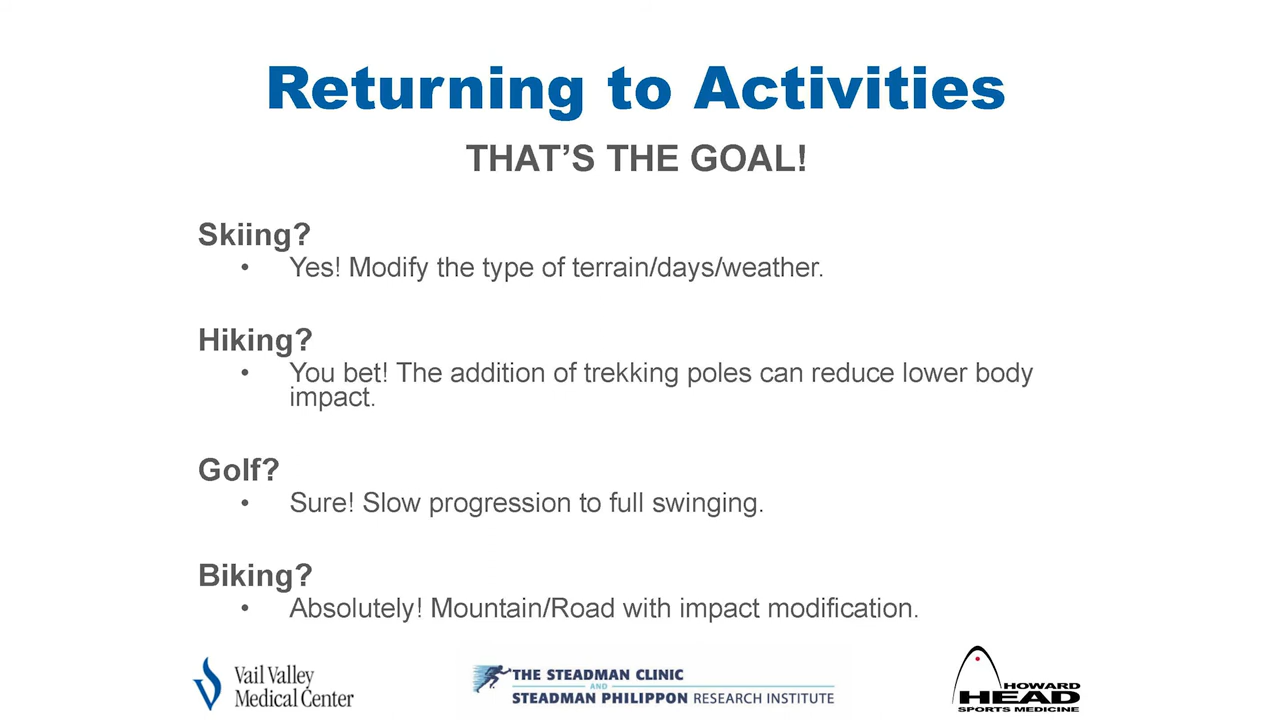 Returning to Activities
THAT’S THE GOAL!
Skiing?
• Yes! Modify the type of terrain/days/weather.
Hiking?
• You bet! The addition of trekking poles can reduce lower body
impact.
Golf?
• Sure! Slow progression to full swinging.
Biking?
• Absolutely! Mountain/Road with impact modification.
Vail Valley
Medical Center
THE STEADMAN CLINIC
AND
STEADMAN PHILIPPON RESEARCH INSTITUTE
HOWARD
HEAD
SPORTS MEDICINE